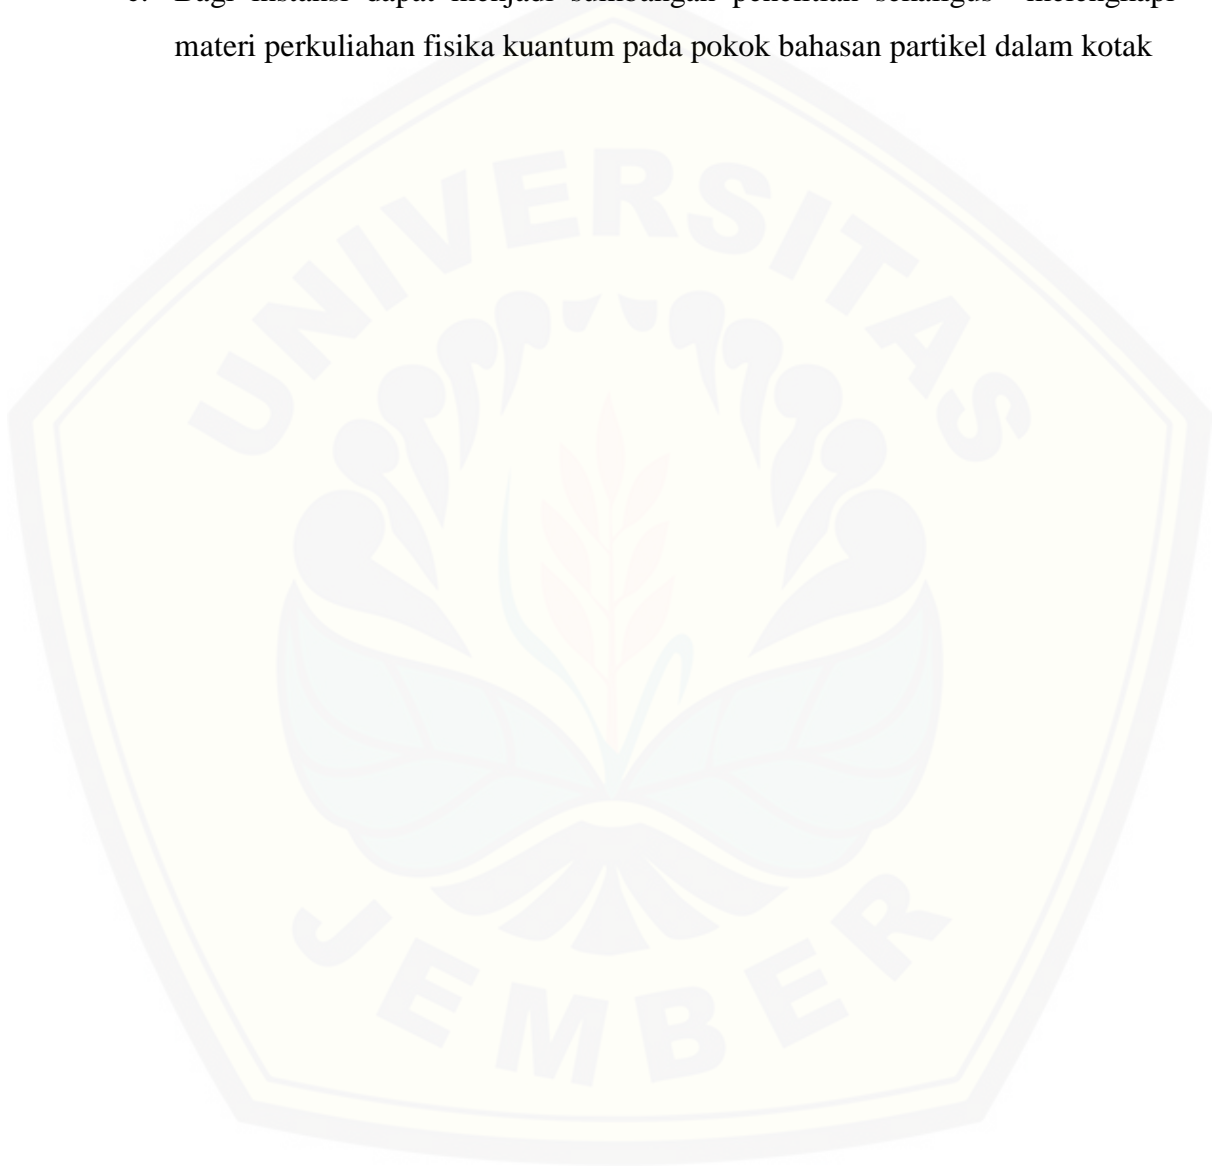 Bagi instansi dapat menjadi sumbangan penelitian sekaligus melengkapi
materi perkuliahan fisika kuantum pada pokok bahasan partikel dalam kotak
UNIVERSITAS
JEMBER